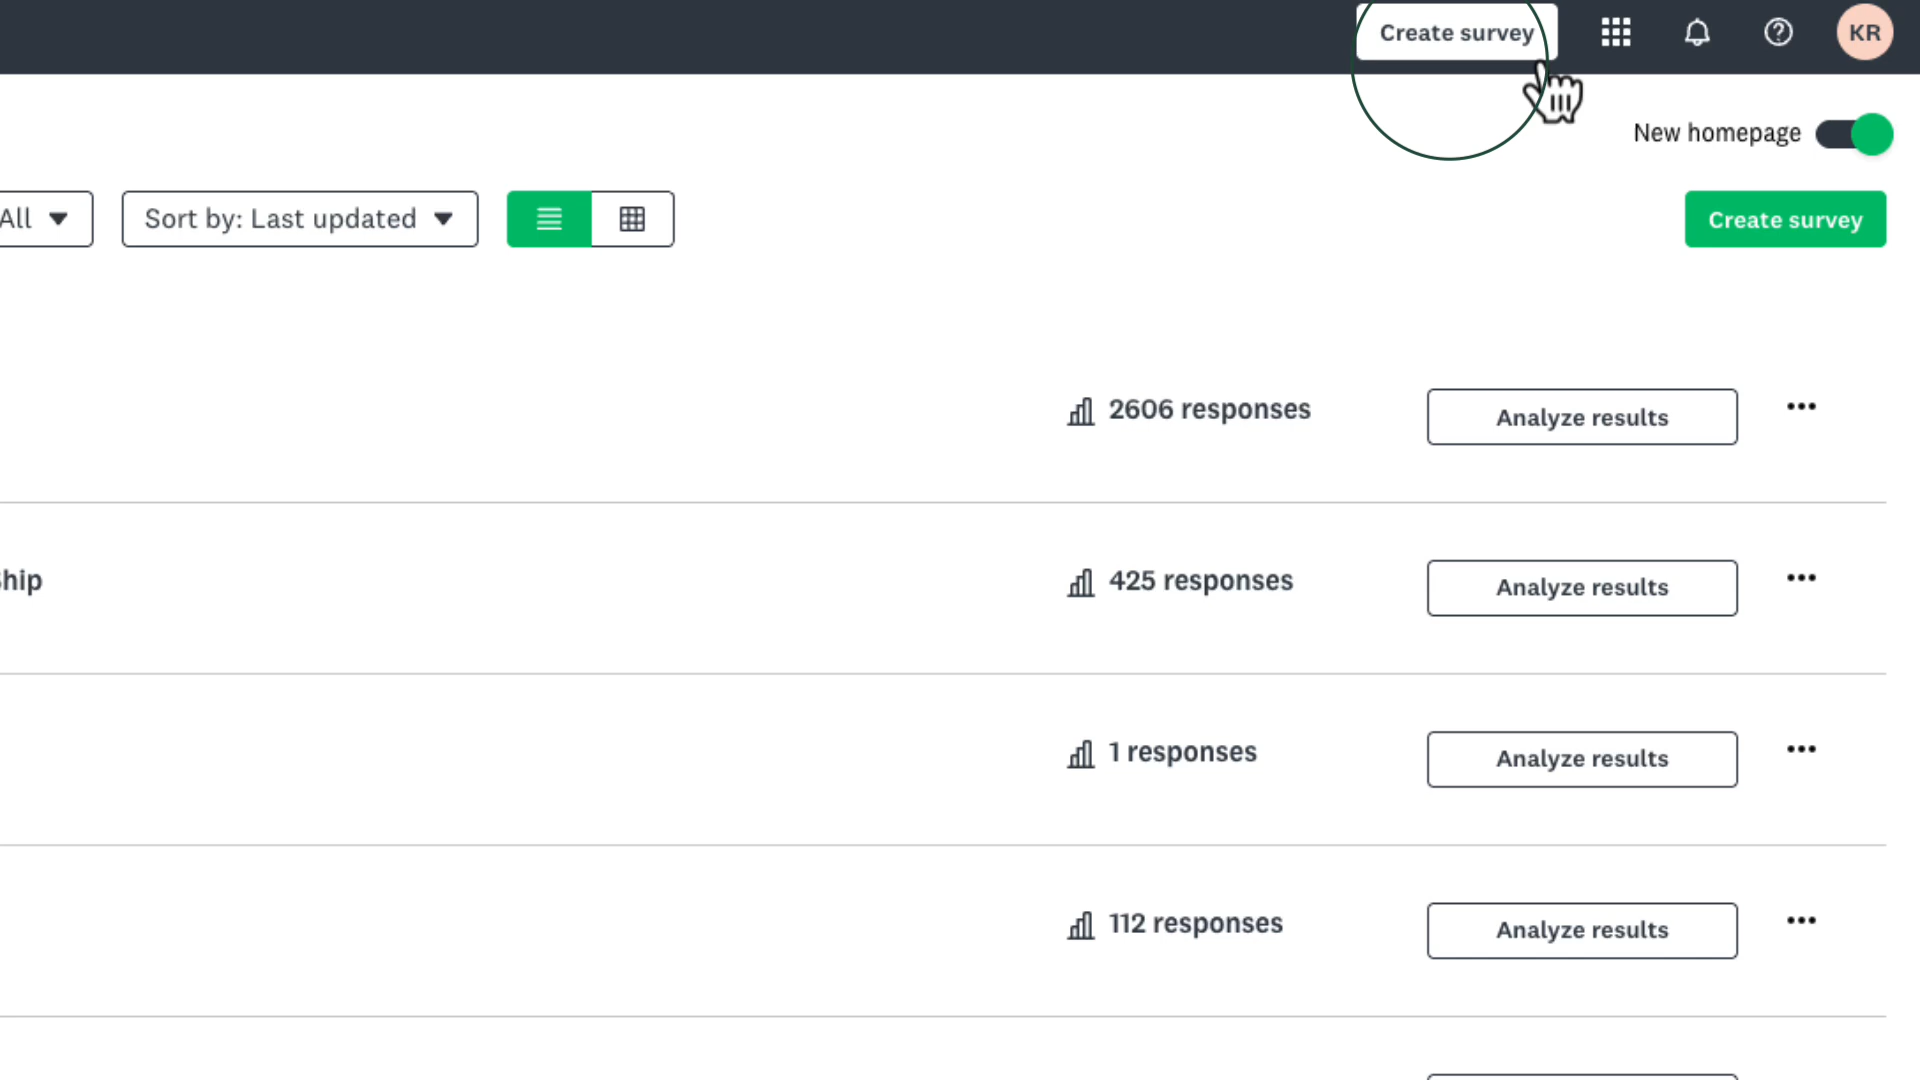 Create survey
KR
New homepage
All
Sort by: Last updated
Create survey
2606 responses
Analyze results
hip
425 responses
Analyze results
1 responses
Analyze results
112 responses
Analyze results